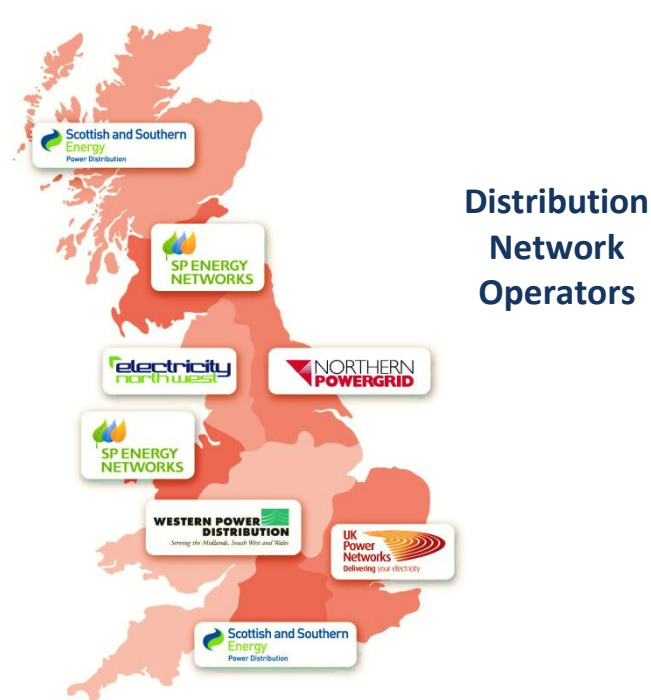 Scottish and Southern
Energy
Power Distribution
Distribution
Network
Operators
SP ENERGY
NETWORKS
electricity
north west
NORTHERN
POWERGRID
SP ENERGY
NETWORKS
WESTERN POWER
DISTRIBUTION
Serving the Midlands, South West and Wales
UK
Power
Networks
Delivering your electricity
Scottish and Southern
Energy
Power Distribution